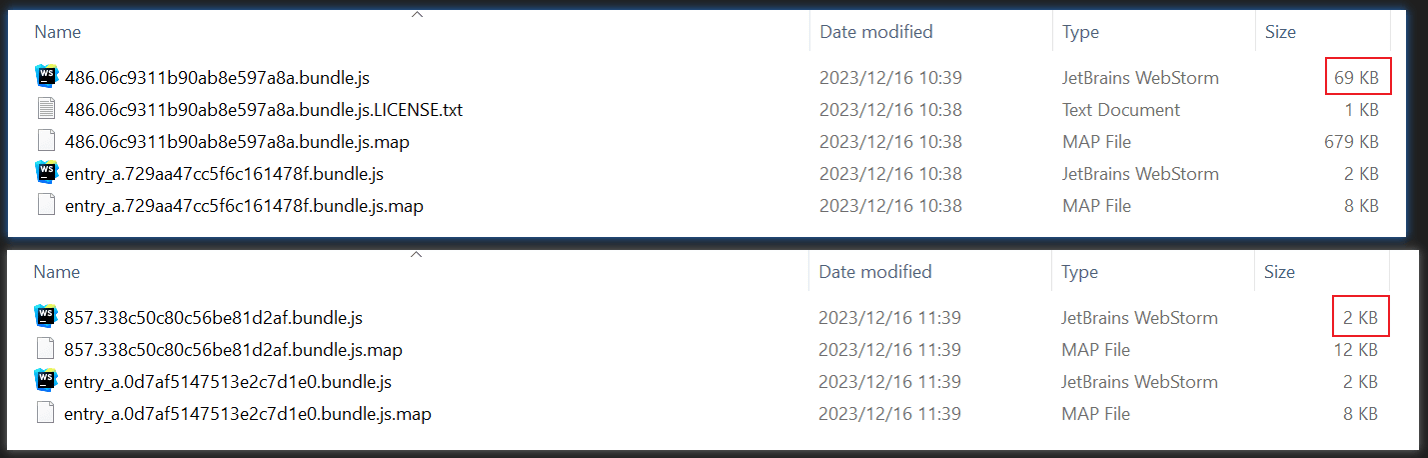 Name Date modified Type Size
486.06c9311b90ab8e597a8a.bundle.js 2023/12/16 10:39 JetBrains WebStorm 69 KB
486.06c9311b90ab8e597a8a.bundle.js.LICENSE.txt 2023/12/16 10:38 Text Document 1 KB
486.06c9311b90ab8e597a8a.bundle.js.map 2023/12/16 10:38 MAP File 679 KB
entry_a.729aa47cc5f6c161478f.bundle.js 2023/12/16 10:38 JetBrains WebStorm 2 KB
entry_a.729aa47cc5f6c161478f.bundle.js.map 2023/12/16 10:38 MAP File 8 KB
Name Date modified Type Size
857.338c50c80c56be81d2af.bundle.js 2023/12/16 11:39 JetBrains WebStorm 2 KB
857.338c50c80c56be81d2af.bundle.js.map 2023/12/16 11:39 MAP File 12 KB
entry_a.0d7af5147513e2c7d1e0.bundle.js 2023/12/16 11:39 JetBrains WebStorm 2 KB
entry_a.0d7af5147513e2c7d1e0.bundle.js.map 2023/12/16 11:39 MAP File 8 KB